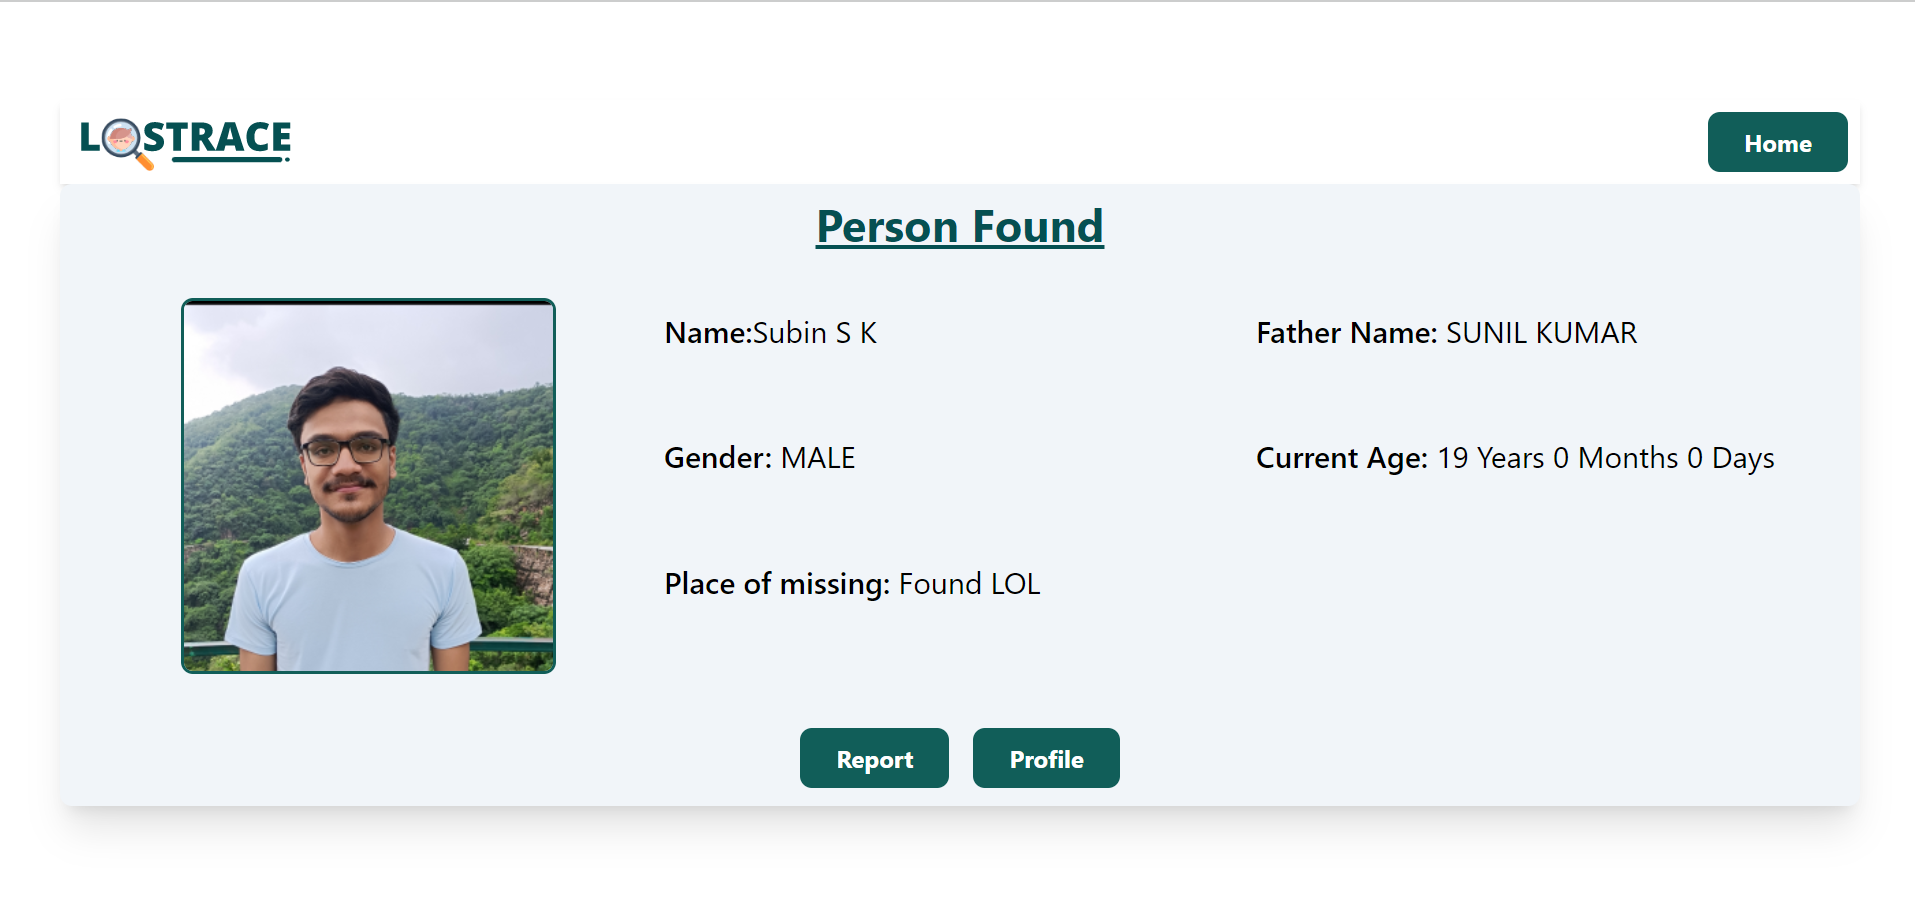 LOSTRACE
Home
Person Found
Name:Subin S K
Father Name: SUNIL KUMAR
Gender: MALE
Current Age: 19 Years 0 Months 0 Days
Place of missing: Found LOL
Report
Profile